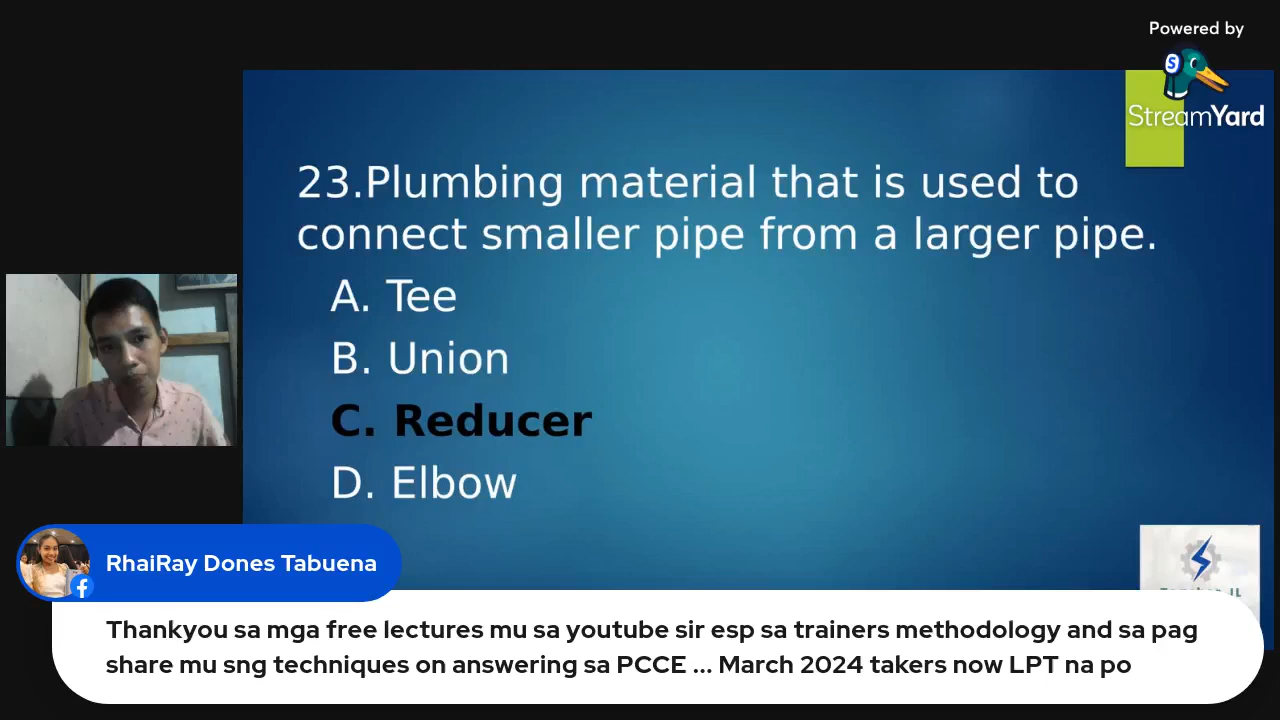 Powered by
StreamYard
23.Plumbing material that is used to
connect smaller pipe from a larger pipe.
A. Tee
B. Union
C. Reducer
D. Elbow
RhaiRay Dones Tabuena
Thankyou sa mga free lectures mu sa youtube sir esp sa trainers methodology and sa pag
share mu sng techniques on answering sa PCCE ... March 2024 takers now LPT na po